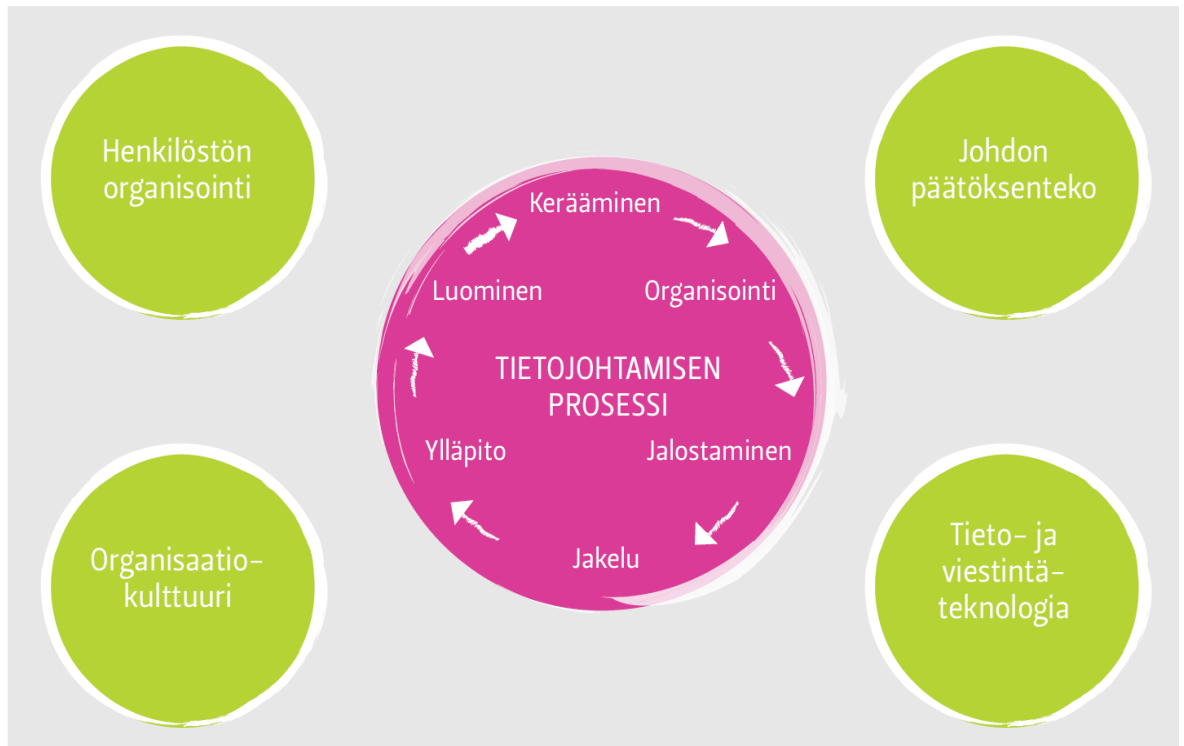 Henkilöstön
organisointi
Johdon
päätöksenteko
Kerääminen
Luominen
Organisointi
TIETOJOHTAMISEN
PROSESSI
Ylläpito
Jalostaminen
Jakelu
Organisaatio-
kulttuuri
Tieto- ja
viestintä-
teknologia